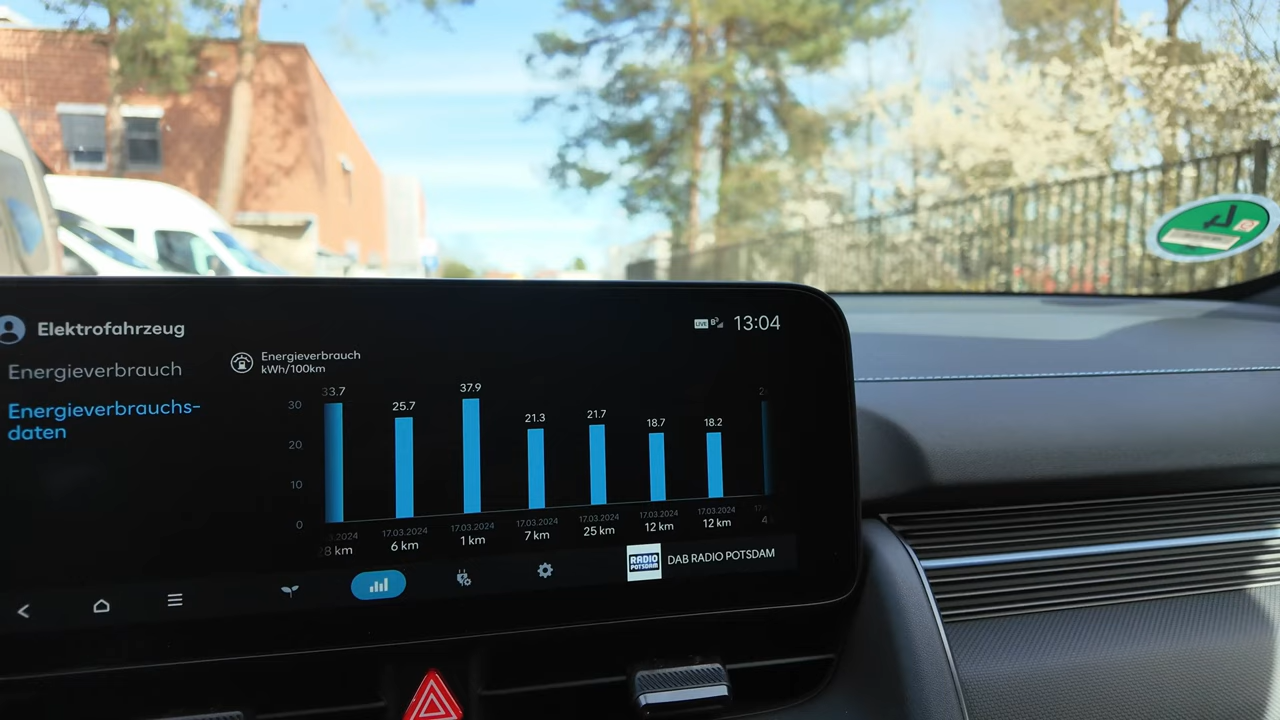 Elektrofahrzeug
13:04
Energieverbrauch
Energieverbrauchs-
daten
Energieverbrauch
kWh/100km
30
20
10
0
33.7
25.7
37.9
21.3
21.7
18.7
18.2
17.03.2024 17.03.2024 17.03.2024 17.03.2024 17.03.2024 17.03.2024
28 km 6 km 1 km 7 km 25 km 12 km 12 km
RADIO
POTSDAM
DAB RADIO POTSDAM